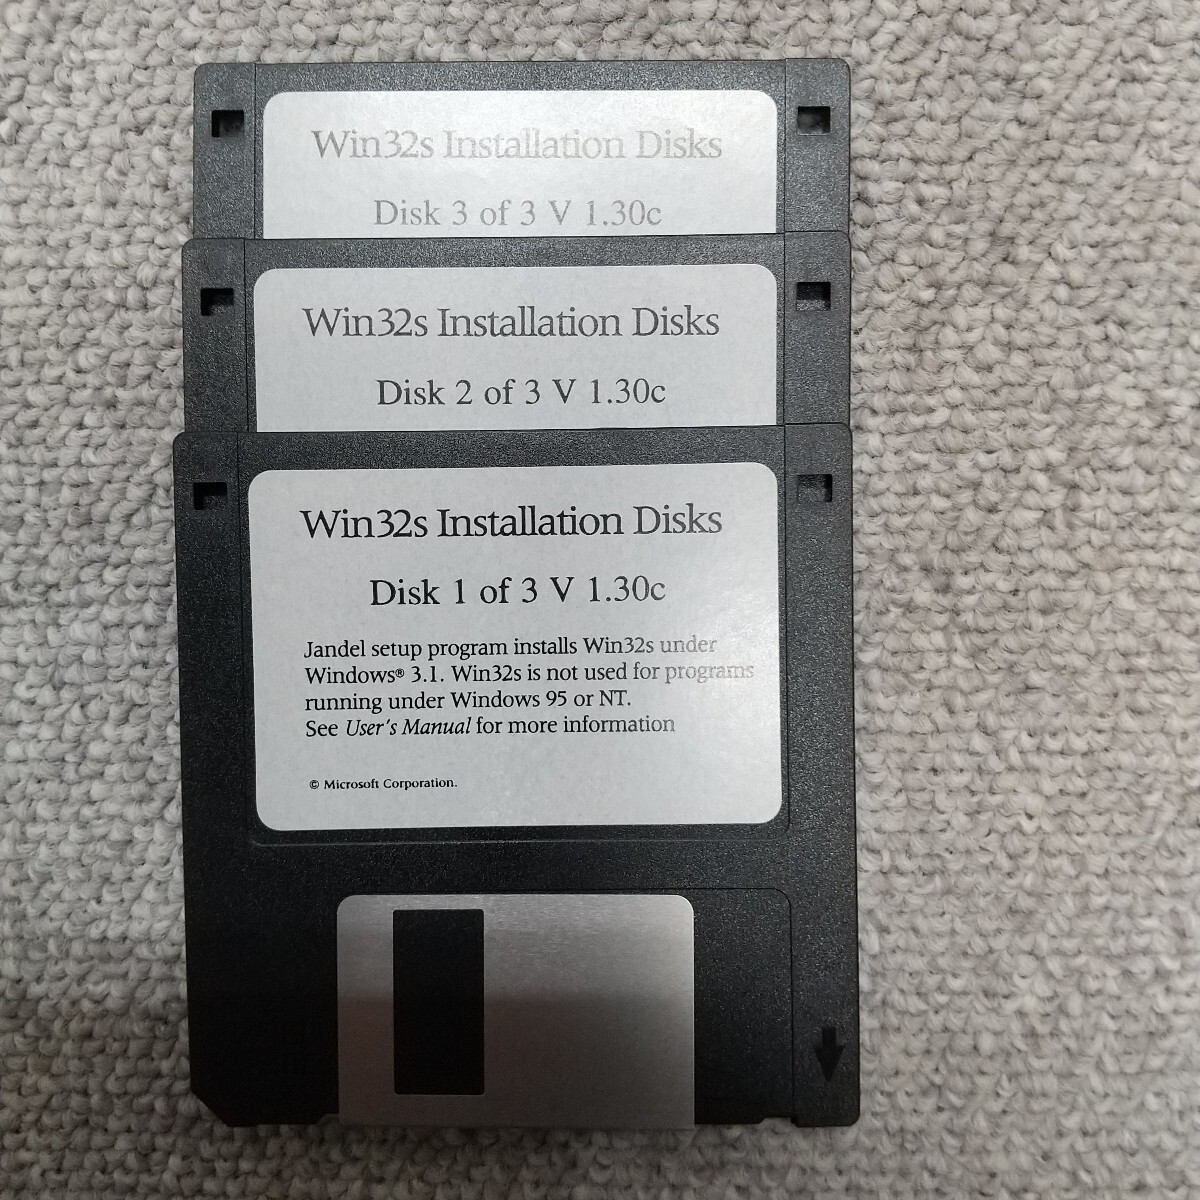 Win32s Installation Disks
Disk 3 of 3 V 1.30c
Win32s Installation Disks
Disk 2 of 3 V 1.30c
Win32s Installation Disks
Disk 1 of 3 V 1.30c
Jandel setup program installs Win32s under
Windows® 3.1. Win32s is not used for programs
running under Windows 95 or NT.
See User's Manual for more information
© Microsoft Corporation.